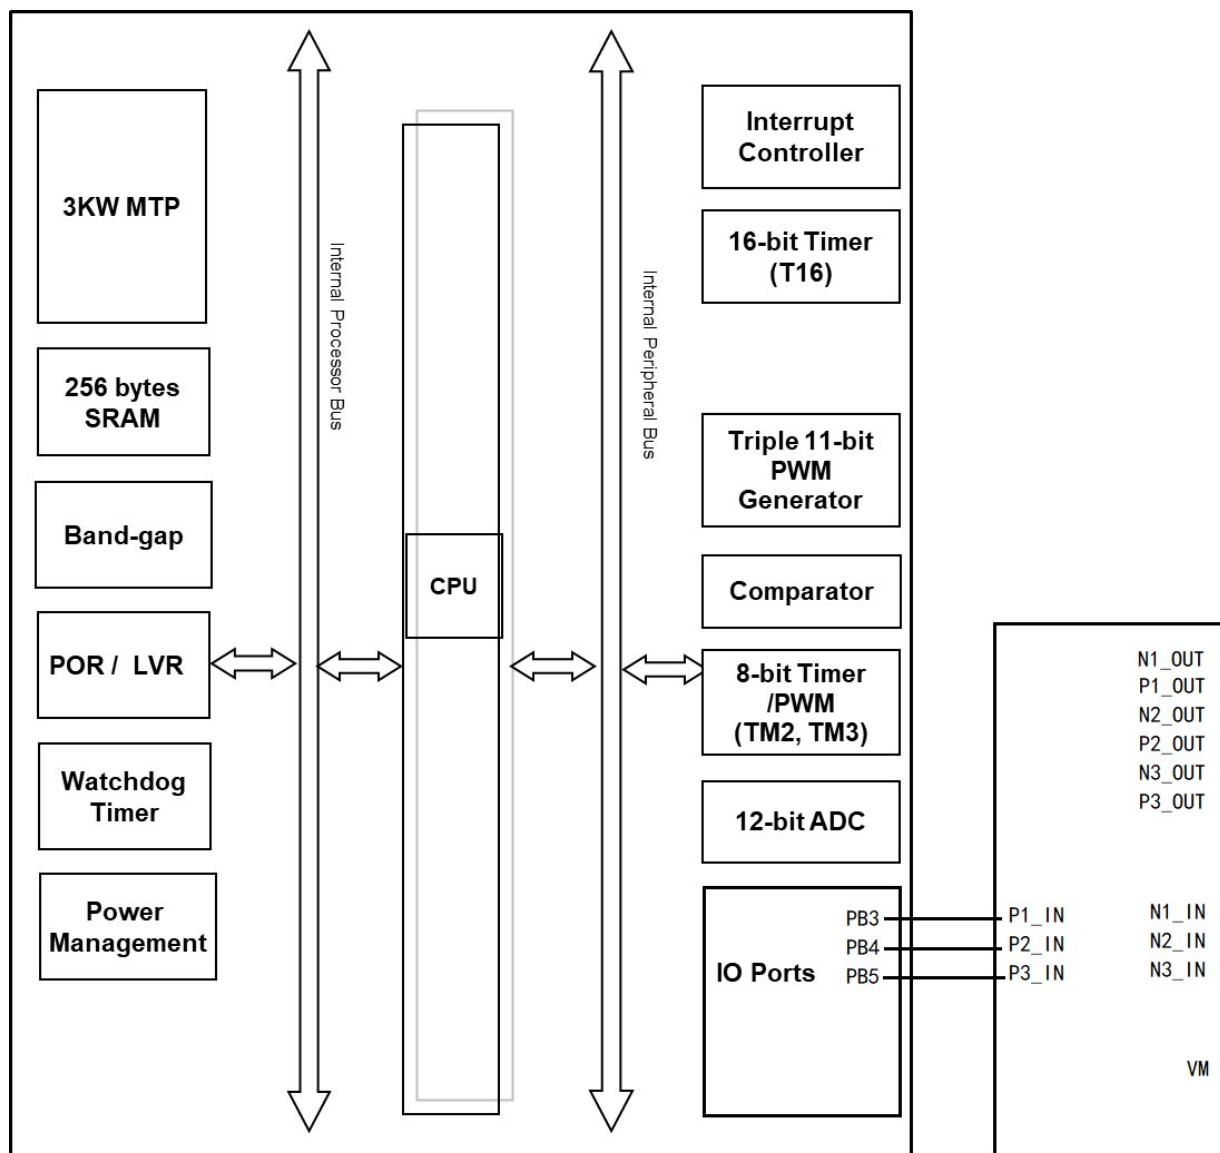 3KW MTP
256 bytes
SRAM
Band-gap
POR / LVR
Watchdog
Timer
Power
Management
Internal Processor Bus
CPU
Internal Peripheral Bus
Interrupt
Controller
16-bit Timer
(T16)
Triple 11-bit
PWM
Generator
Comparator
8-bit Timer
/PWM
(TM2, TM3)
12-bit ADC
IO Ports
PB3
PB4
PB5
P1_IN
P2_IN
P3_IN
N1_OUT
P1_OUT
N2_OUT
P2_OUT
N3_OUT
P3_OUT
N1_IN
N2_IN
N3_IN
VM